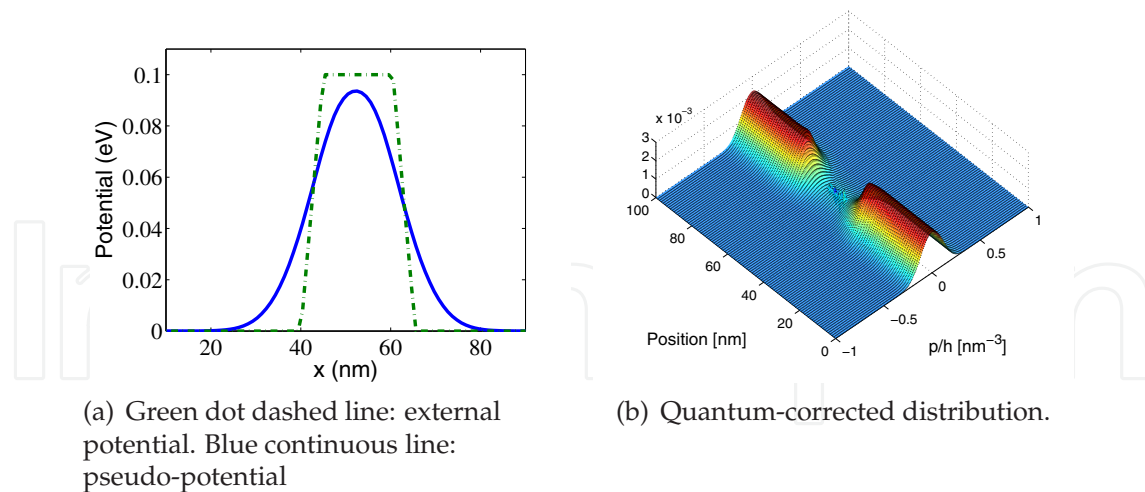 0.1
0.08
0.06
0.04
0.02
0
Potential (eV)
20
40
60
80
x (nm)
x 10⁻³
3
2
1
0
100
80
60
40
20
0
Position [nm]
−1
−0.5
0
0.5
1
p/h [nm⁻³]
(a) Green dot dashed line: external
potential. Blue continuous line:
pseudo-potential
(b) Quantum-corrected distribution.